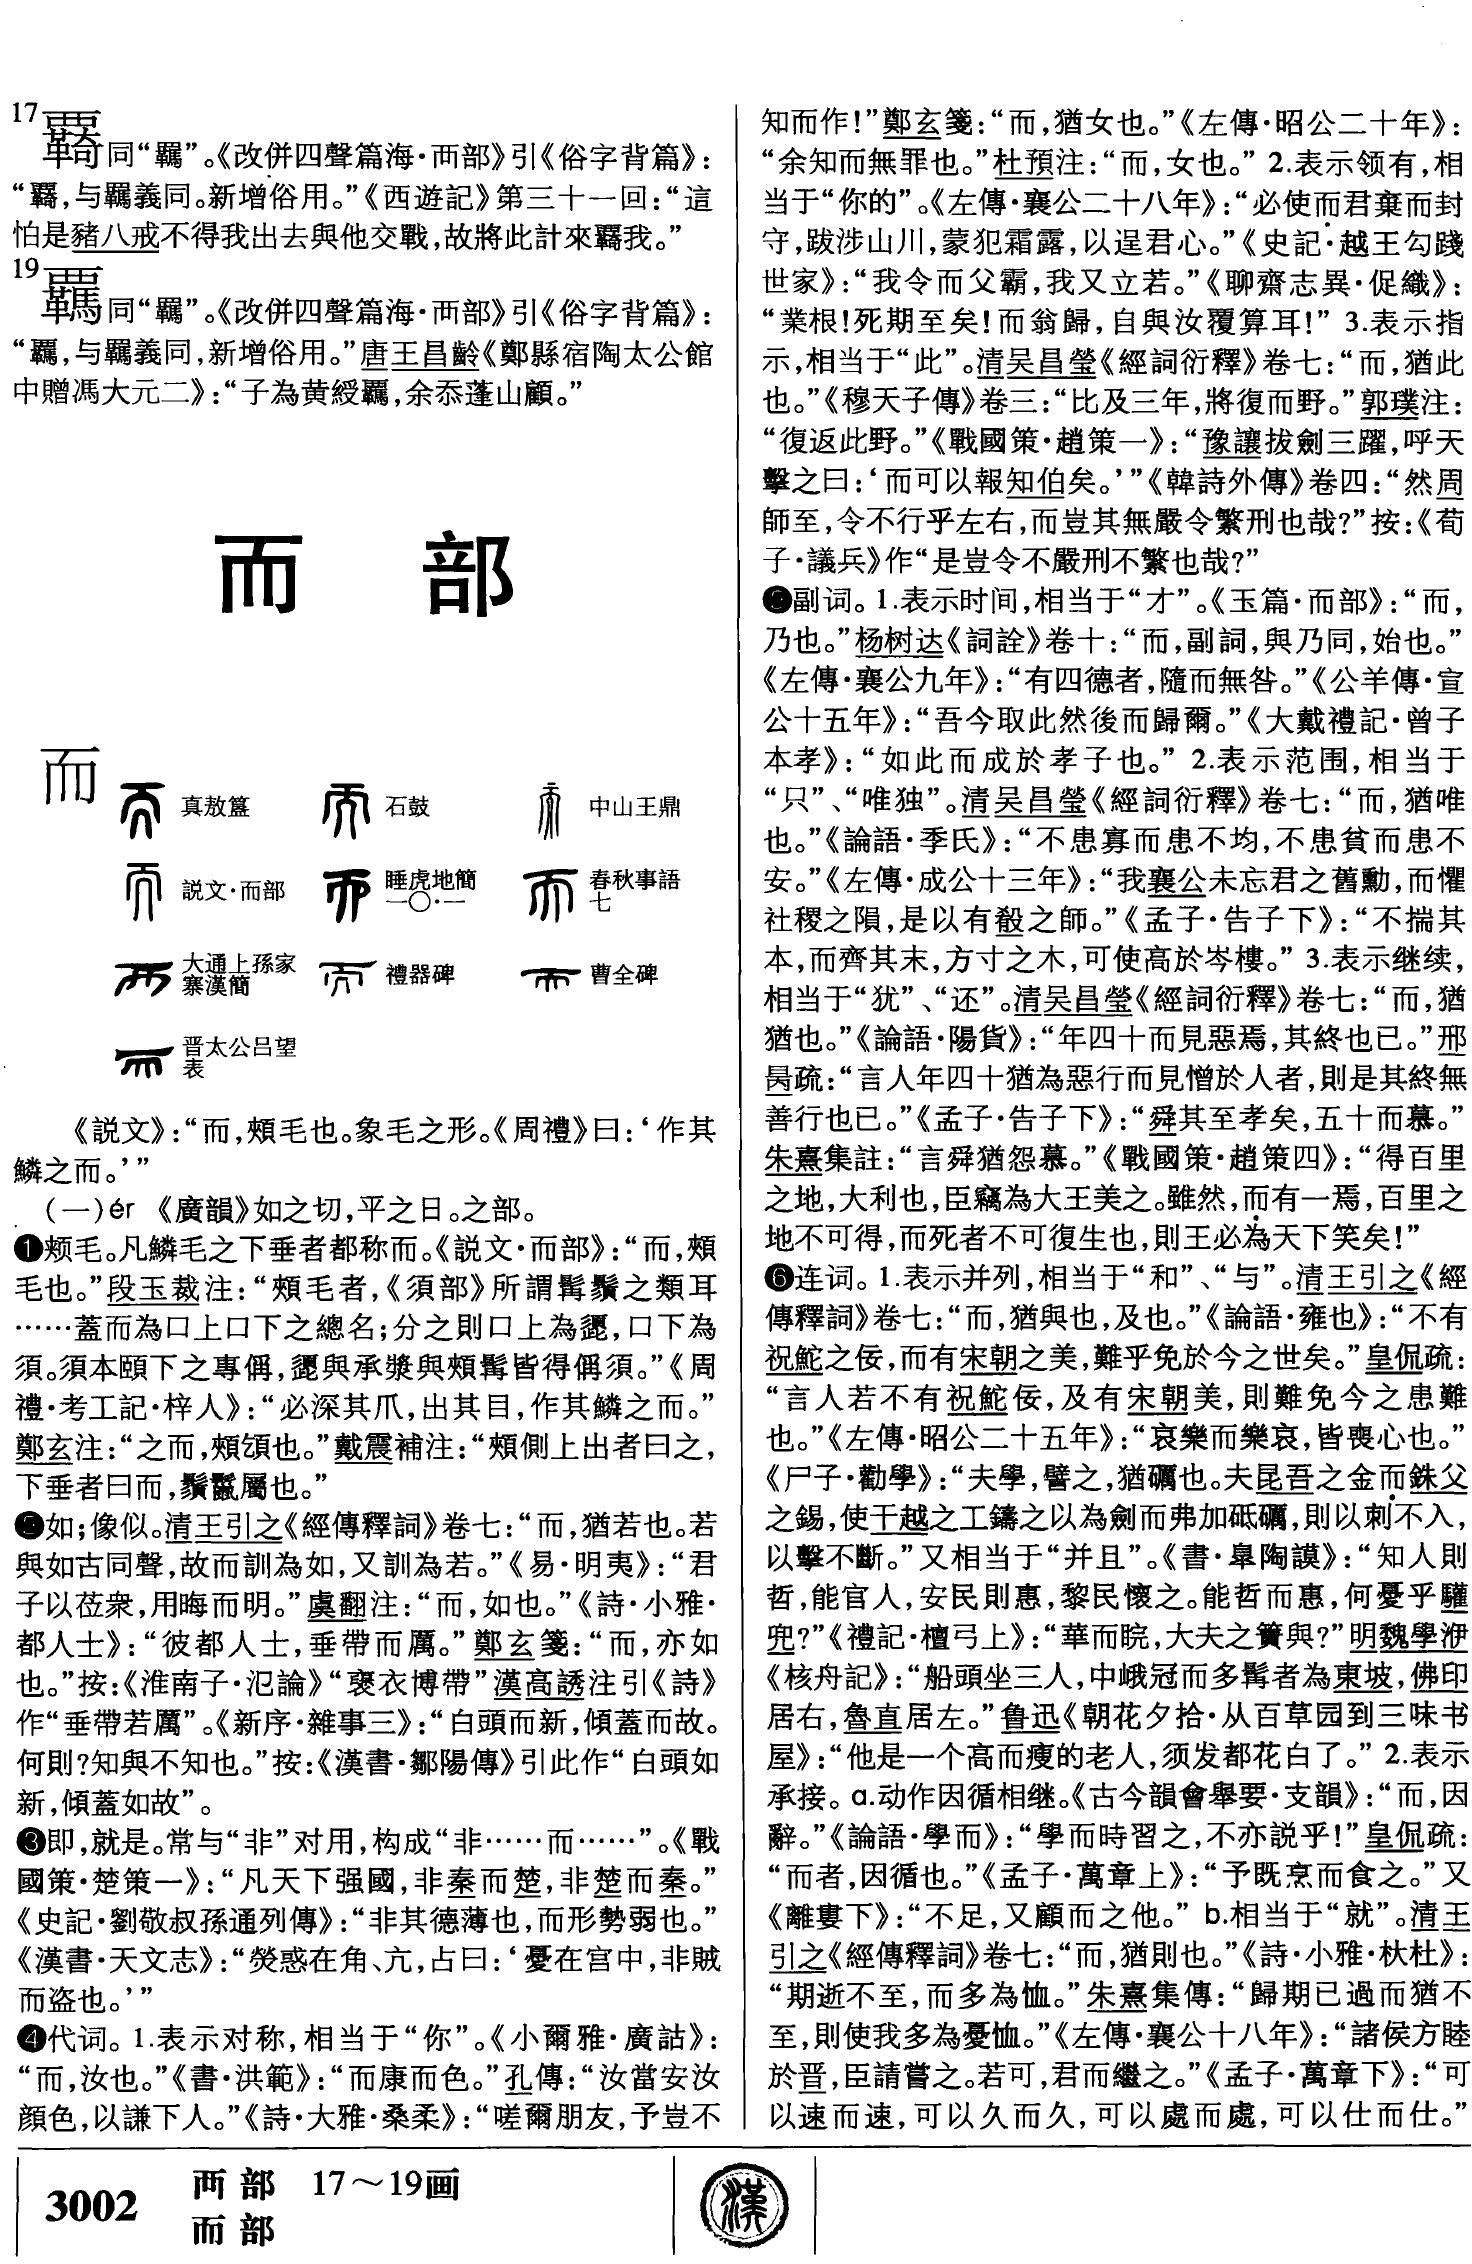 17
覉同“羈”。《改併四聲篇海·襾部》引《俗字背篇》：
“覉，与羈義同。新增俗用。”《西遊記》第三十一回：“這
怕是豬八戒不得我出去與他交戰，故將此計來覉我。”
19
覊同“羈”。《改併四聲篇海·襾部》引《俗字背篇》：
“覊，与羈義同，新增俗用。”唐王昌齡《鄭縣宿陶太公館
中贈馮大元二》：“子為黄綬覊，余忝蓬山顧。”
而　部
而
真敖簋　石鼓　中山王鼎
説文·而部　睡虎地簡一〇·一　春秋事語七
大通上孫家寨漢簡　禮器碑　曹全碑
晋太公吕望表
《説文》：“而，頰毛也。象毛之形。《周禮》曰：‘作其
鱗之而。’”
(一)ér　《廣韻》如之切，平之日。之部。
❶颊毛。凡鱗毛之下垂者都称而。《説文·而部》：“而，頰
毛也。”段玉裁注：“頰毛者，《須部》所謂髯鬚之類耳
……蓋而為口上口下之總名；分之則口上為頾，口下為
須。須本頤下之專偁，頾與承漿與頰髯皆得偁須。”《周
禮·考工記·梓人》：“必深其爪，出其目，作其鱗之而。”
鄭玄注：“之而，頰頌也。”戴震補注：“頰側上出者曰之，
下垂者曰而，鬚鬣屬也。”
❷如；像似。清王引之《經傳釋詞》卷七：“而，猶若也。若
與如古同聲，故而訓為如，又訓為若。”《易·明夷》：“君
子以莅衆，用晦而明。”虞翻注：“而，如也。”《詩·小雅·
都人士》：“彼都人士，垂帶而厲。”鄭玄箋：“而，亦如
也。”按：《淮南子·氾論》“襃衣博帶”漢高誘注引《詩》
作“垂帶若厲”。《新序·雜事三》：“白頭而新，傾蓋而故。
何則？知與不知也。”按：《漢書·鄒陽傳》引此作“白頭如
新，傾蓋如故”。
❸即，就是。常与“非”对用，构成“非……而……”。《戰
國策·楚策一》：“凡天下强國，非秦而楚，非楚而秦。”
《史記·劉敬叔孫通列傳》：“非其德薄也，而形勢弱也。”
《漢書·天文志》：“熒惑在角、亢，占曰：‘憂在宫中，非賊
而盗也。’”
❹代词。1.表示对称，相当于“你”。《小爾雅·廣詁》：
“而，汝也。”《書·洪範》：“而康而色。”孔傳：“汝當安汝
顔色，以謙下人。”《詩·大雅·桑柔》：“嗟爾朋友，予豈不
知而作！”鄭玄箋：“而，猶女也。”《左傳·昭公二十年》：
“余知而無罪也。”杜預注：“而，女也。”2.表示领有，相
当于“你的”。《左傳·襄公二十八年》：“必使而君棄而封
守，跋涉山川，蒙犯霜露，以逞君心。”《史記·越王勾踐
世家》：“我令而父霸，我又立若。”《聊齋志異·促織》：
“業根！死期至矣！而翁歸，自與汝覆算耳！”3.表示指
示，相当于“此”。清吴昌瑩《經詞衍釋》卷七：“而，猶此
也。”《穆天子傳》卷三：“比及三年，將復而野。”郭璞注：
“復返此野。”《戰國策·趙策一》：“豫讓拔劍三躍，呼天
擊之曰：‘而可以報知伯矣。’”《韓詩外傳》卷四：“然周
師至，令不行乎左右，而豈其無嚴令繁刑也哉？”按：《荀
子·議兵》作“是豈令不嚴刑不繁也哉？”
❺副词。1.表示时间，相当于“才”。《玉篇·而部》：“而，
乃也。”杨树达《詞詮》卷十：“而，副詞，與乃同，始也。”
《左傳·襄公九年》：“有四德者，隨而無咎。”《公羊傳·宣
公十五年》：“吾今取此然後而歸爾。”《大戴禮記·曾子
本孝》：“如此而成於孝子也。”2.表示范围，相当于
“只”、“唯独”。清吴昌瑩《經詞衍釋》卷七：“而，猶唯
也。”《論語·季氏》：“不患寡而患不均，不患貧而患不
安。”《左傳·成公十三年》：“我襄公未忘君之舊勳，而懼
社稷之隕，是以有殽之師。”《孟子·告子下》：“不揣其
本，而齊其末，方寸之木，可使高於岑樓。”3.表示继续，
相当于“犹”、“还”。清吴昌瑩《經詞衍釋》卷七：“而，猶
猶也。”《論語·陽貨》：“年四十而見惡焉，其終也已。”邢
昺疏：“言人年四十猶為惡行而見憎於人者，則是其終無
善行也已。”《孟子·告子下》：“舜其至孝矣，五十而慕。”
朱熹集註：“言舜猶怨慕。”《戰國策·趙策四》：“得百里
之地，大利也，臣竊為大王美之。雖然，而有一焉，百里之
地不可得，而死者不可復生也，則王必為天下笑矣！”
❻连词。1.表示并列，相当于“和”、“与”。清王引之《經
傳釋詞》卷七：“而，猶與也，及也。”《論語·雍也》：“不有
祝鮀之佞，而有宋朝之美，難乎免於今之世矣。”皇侃疏：
“言人若不有祝鮀佞，及有宋朝美，則難免今之患難
也。”《左傳·昭公二十五年》：“哀樂而樂哀，皆喪心也。”
《尸子·勸學》：“夫學，譬之，猶礪也。夫昆吾之金而銖父
之錫，使干越之工鑄之以為劍而弗加砥礪，則以刺不入，
以擊不斷。”又相当于“并且”。《書·皋陶謨》：“知人則
哲，能官人，安民則惠，黎民懷之。能哲而惠，何憂乎驩
兜？”《禮記·檀弓上》：“華而睆，大夫之簀與？”明魏學洢
《核舟記》：“船頭坐三人，中峨冠而多髯者為東坡，佛印
居右，魯直居左。”鲁迅《朝花夕拾·从百草园到三味书
屋》：“他是一个高而瘦的老人，须发都花白了。”2.表示
承接。a.动作因循相继。《古今韻會舉要·支韻》：“而，因
辭。”《論語·學而》：“學而時習之，不亦説乎！”皇侃疏：
“而者，因循也。”《孟子·萬章上》：“予既烹而食之。”又
《離婁下》：“不足，又顧而之他。”b.相当于“就”。清王
引之《經傳釋詞》卷七：“而，猶則也。”《詩·小雅·杕杜》：
“期逝不至，而多為恤。”朱熹集傳：“歸期已過而猶不
至，則使我多為憂恤。”《左傳·襄公十八年》：“諸侯方睦
於晋，臣請嘗之。若可，君而繼之。”《孟子·萬章下》：“可
以速而速，可以久而久，可以處而處，可以仕而仕。”
3002　襾部　17～19画
而部
漢